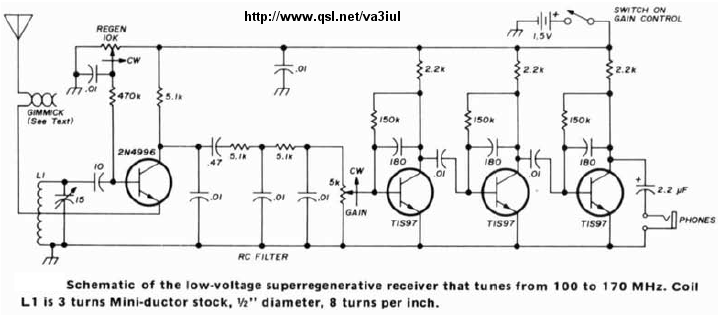 http://www.qsl.net/va3iul
SWITCH ON
GAIN CONTROL
REGEN
10K
CW
.01
470k
5.1k
.01
1.5V
2.2k
2.2k
2.2k
GIMMICK
(See Text)
2N4996
150k
150k
150k
L1
10
15
.47
5.1k
5.1k
.01
.01
.01
5k
CW
GAIN
180
.01
180
.01
180
2.2 µF
PHONES
TIS97
TIS97
TIS97
RC FILTER
Schematic of the low-voltage superregenerative receiver that tunes from 100 to 170 MHz. Coil
L1 is 3 turns Mini-ductor stock, ½" diameter, 8 turns per inch.